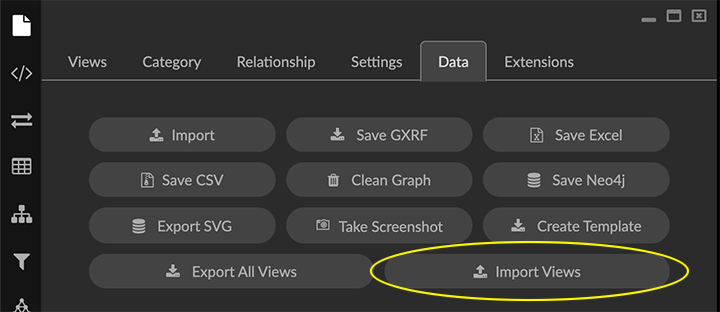 Views Category Relationship Settings Data Extensions
Import Save GXRF Save Excel
Save CSV Clean Graph Save Neo4j
Export SVG Take Screenshot Create Template
Export All Views Import Views